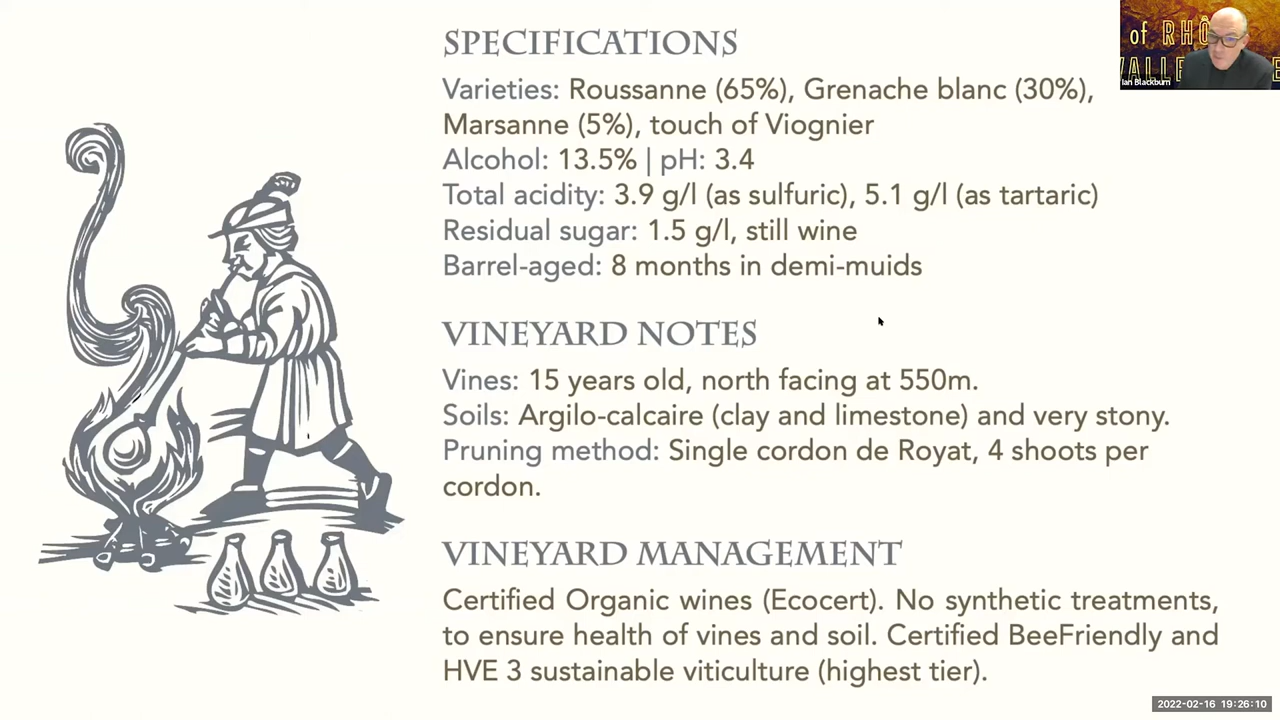 SPECIFICATIONS
Varieties: Roussanne (65%), Grenache blanc (30%),
Marsanne (5%), touch of Viognier
Alcohol: 13.5% | pH: 3.4
Total acidity: 3.9 g/l (as sulfuric), 5.1 g/l (as tartaric)
Residual sugar: 1.5 g/l, still wine
Barrel-aged: 8 months in demi-muids
VINEYARD NOTES
Vines: 15 years old, north facing at 550m.
Soils: Argilo-calcaire (clay and limestone) and very stony.
Pruning method: Single cordon de Royat, 4 shoots per
cordon.
VINEYARD MANAGEMENT
Certified Organic wines (Ecocert). No synthetic treatments,
to ensure health of vines and soil. Certified BeeFriendly and
HVE 3 sustainable viticulture (highest tier).
of RHÔ
Ian Blackburn
2022-02-16 19:26:10